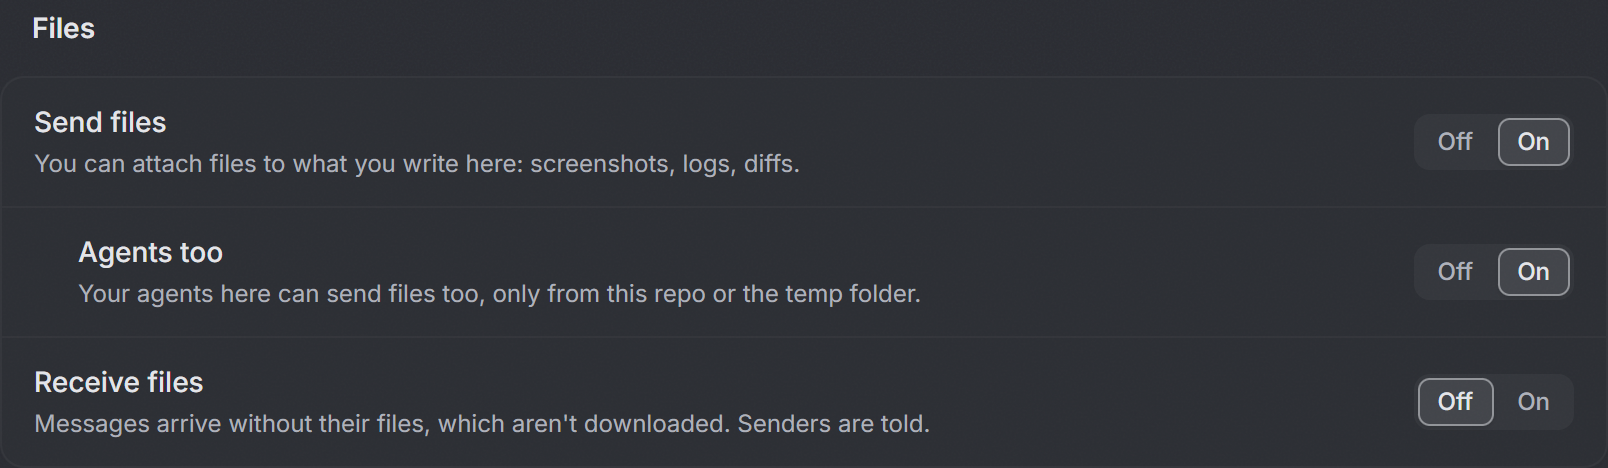 Files
Send files
You can attach files to what you write here: screenshots, logs, diffs.
Off On
Agents too
Your agents here can send files too, only from this repo or the temp folder.
Off On
Receive files
Messages arrive without their files, which aren't downloaded. Senders are told.
Off On